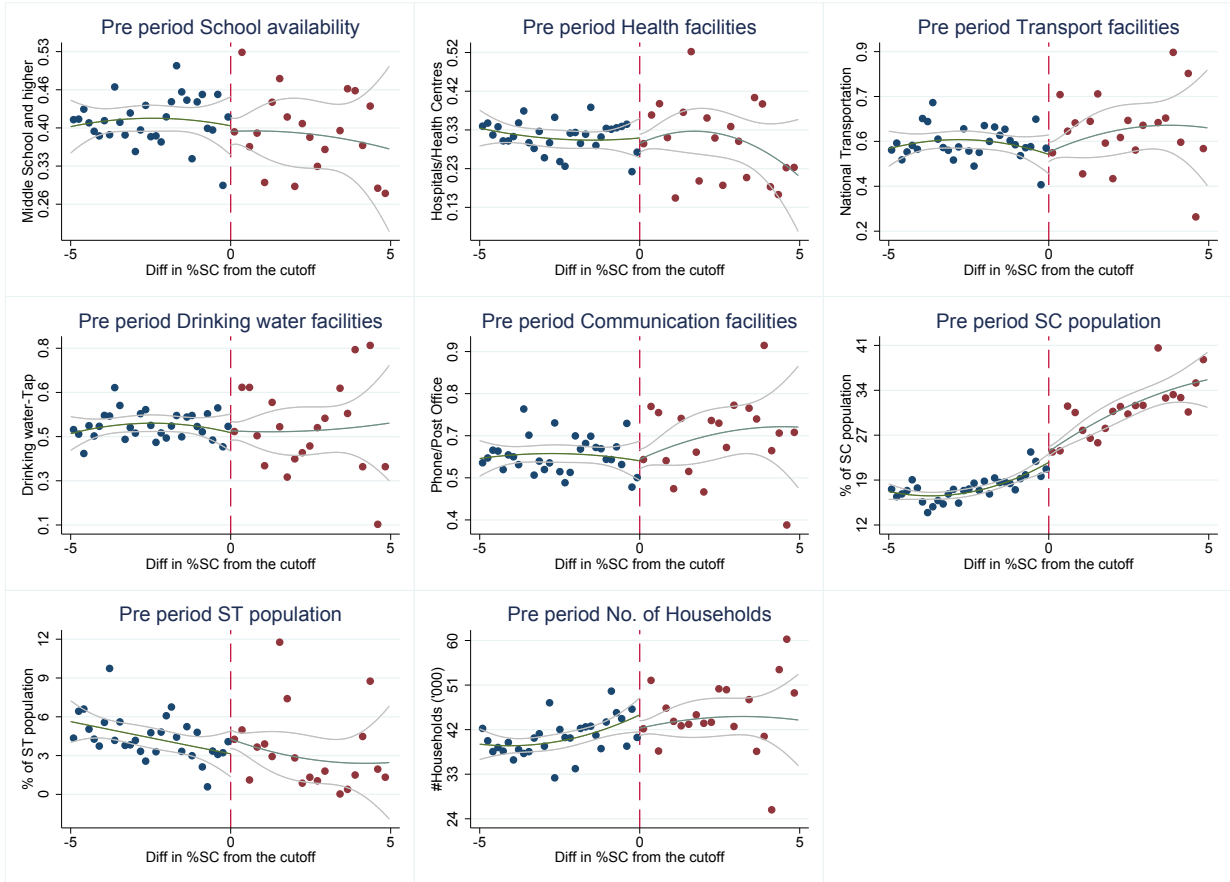 Pre period School availability
Middle School and higher
0.53
0.46
0.40
0.33
0.26
-5
0
5
Diff in %SC from the cutoff
Pre period Health facilities
Hospitals/Health Centres
0.52
0.42
0.33
0.23
0.13
-5
0
5
Diff in %SC from the cutoff
Pre period Transport facilities
National Transportation
0.9
0.7
0.6
0.4
0.2
-5
0
5
Diff in %SC from the cutoff
Pre period Drinking water facilities
Drinking water-Tap
0.8
0.6
0.5
0.3
0.1
-5
0
5
Diff in %SC from the cutoff
Pre period Communication facilities
Phone/Post Office
0.9
0.8
0.7
0.5
0.4
-5
0
5
Diff in %SC from the cutoff
Pre period SC population
% of SC population
41
34
27
19
12
-5
0
5
Diff in %SC from the cutoff
Pre period ST population
% of ST population
12
9
6
3
0
-5
0
5
Diff in %SC from the cutoff
Pre period No. of Households
#Households ('000)
60
51
42
33
24
-5
0
5
Diff in %SC from the cutoff